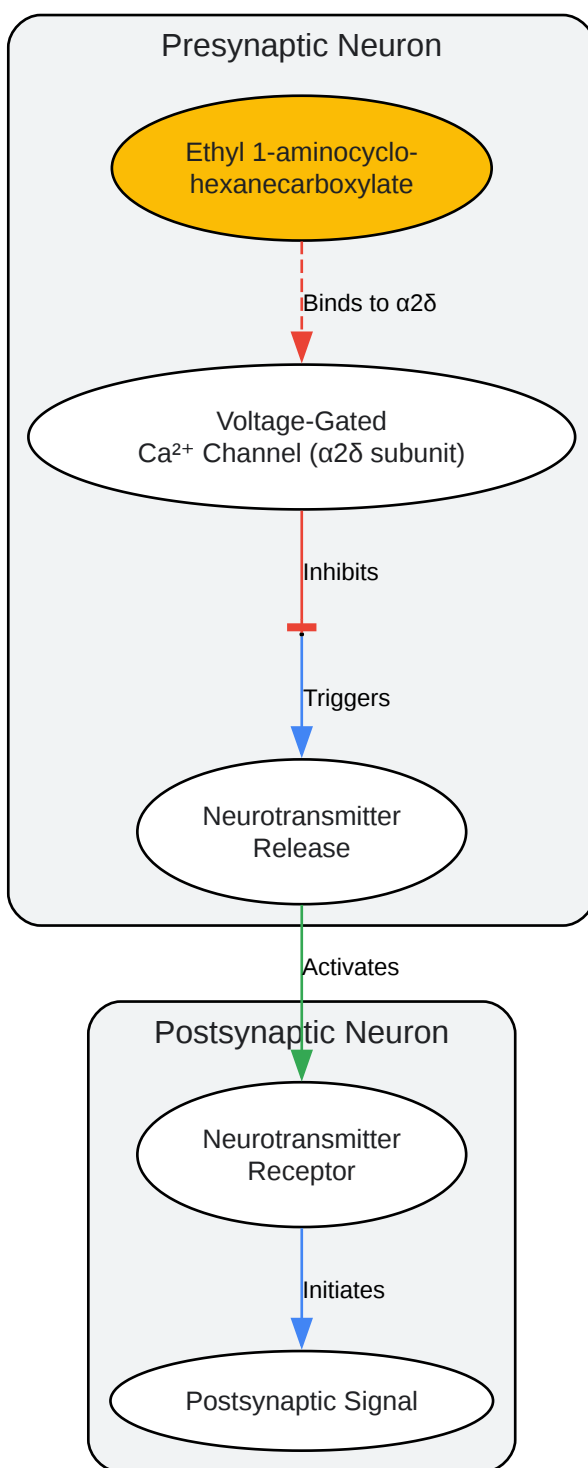 Presynaptic Neuron
Ethyl 1-aminocyclo-
hexanecarboxylate
Binds to α2δ
Voltage-Gated
Ca²⁺ Channel (α2δ subunit)
Inhibits
Triggers
Neurotransmitter
Release
Activates
Postsynaptic Neuron
Neurotransmitter
Receptor
Initiates
Postsynaptic Signal